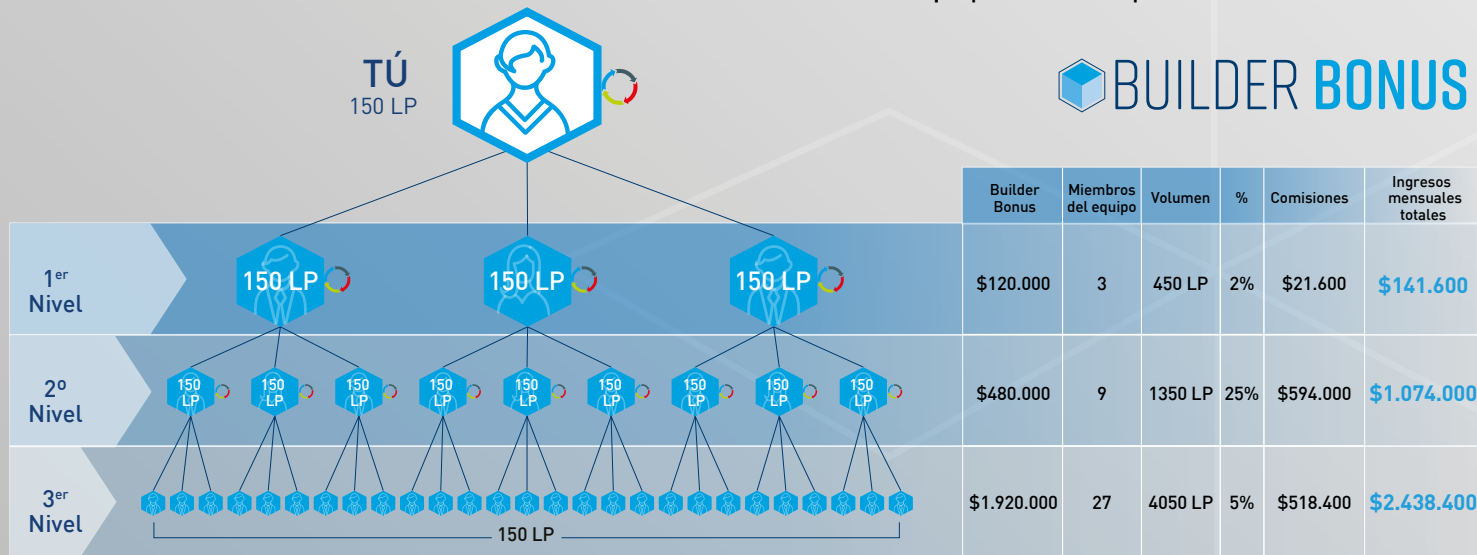 TÚ
150 LP
BUILDER BONUS
Builder Bonus
Miembros del equipo
Volumen
%
Comisiones
Ingresos mensuales totales
1er Nivel
150 LP
150 LP
150 LP
$120.000
3
450 LP
2%
$21.600
$141.600
2º Nivel
150 LP
150 LP
150 LP
150 LP
150 LP
150 LP
150 LP
150 LP
150 LP
$480.000
9
1350 LP
25%
$594.000
$1.074.000
3er Nivel
150 LP
$1.920.000
27
4050 LP
5%
$518.400
$2.438.400